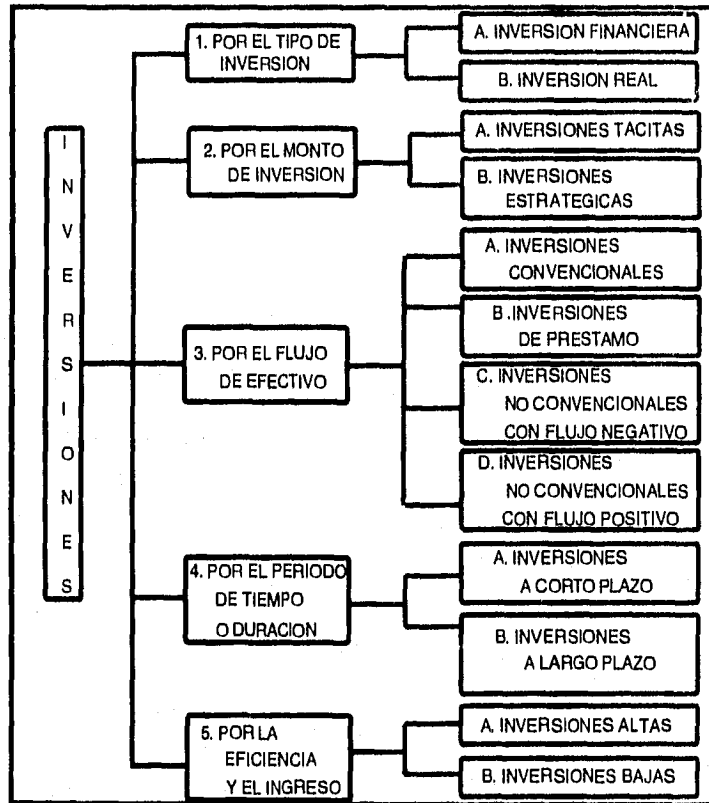 INVERSIONES
1. POR EL TIPO DE
INVERSION
A. INVERSION FINANCIERA
B. INVERSION REAL
2. POR EL MONTO
DE INVERSION
A. INVERSIONES TACITAS
B. INVERSIONES
ESTRATEGICAS
3. POR EL FLUJO
DE EFECTIVO
A. INVERSIONES
CONVENCIONALES
B .INVERSIONES
DE PRESTAMO
C. INVERSIONES
NO CONVENCIONALES
CON FLUJO NEGATIVO
D. INVERSIONES
NO CONVENCIONALES
CON FLUJO POSITIVO
4. POR EL PERIODO
DE TIEMPO
O DURACION
A. INVERSIONES
A CORTO PLAZO
B. INVERSIONES
A LARGO PLAZO
5. POR LA
EFICIENCIA
Y EL INGRESO
A. INVERSIONES ALTAS
B. INVERSIONES BAJAS